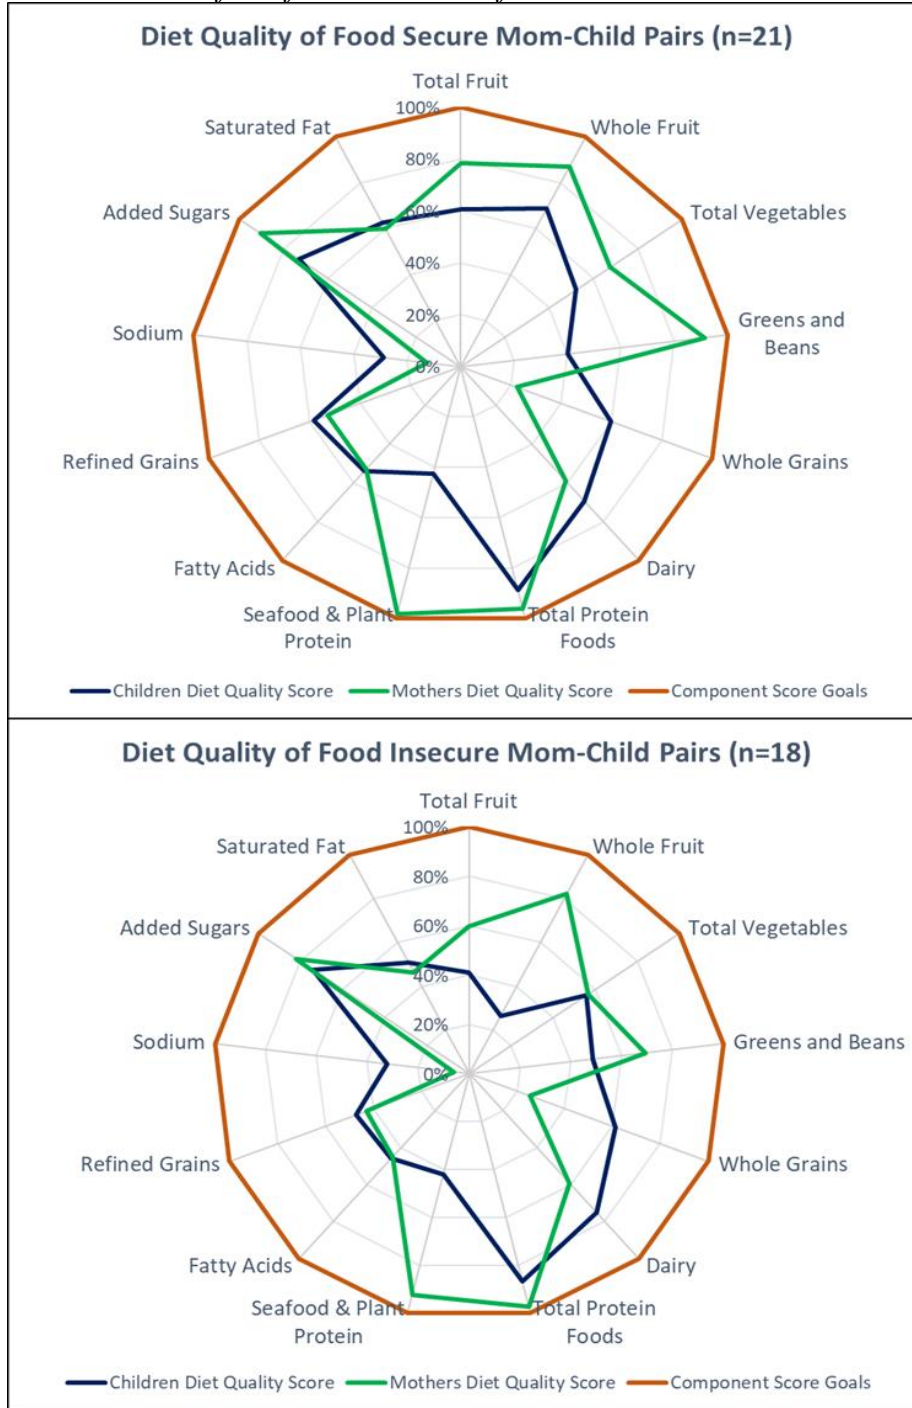 Diet Quality of Food Secure Mom-Child Pairs (n=21)
Total Fruit
100%
Saturated Fat
Whole Fruit
80%
Added Sugars
60%
Total Vegetables
40%
Sodium
20%
Greens and
Beans
0%
Refined Grains
Whole Grains
Fatty Acids
Dairy
Seafood & Plant
Protein
Total Protein
Foods
Children Diet Quality Score
Mothers Diet Quality Score
Component Score Goals
Diet Quality of Food Insecure Mom-Child Pairs (n=18)
Total Fruit
100%
Saturated Fat
Whole Fruit
80%
Added Sugars
60%
Total Vegetables
40%
Sodium
20%
Greens and Beans
0%
Refined Grains
Whole Grains
Fatty Acids
Dairy
Seafood & Plant
Protein
Total Protein
Foods
Children Diet Quality Score
Mothers Diet Quality Score
Component Score Goals